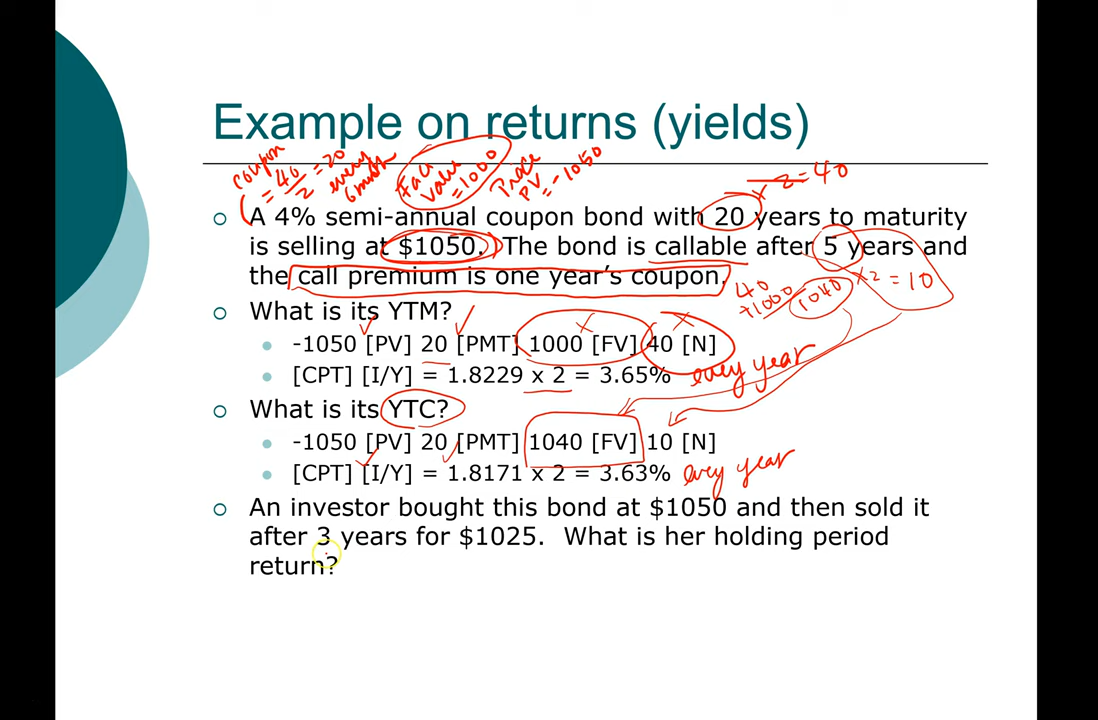 Example on returns (yields)
coupon
= 40/2 = 20
every
6 month
Face
value
= 1000
Price
PV
= -1050
x 2 = 40
A 4% semi-annual coupon bond with 20 years to maturity
is selling at $1050. The bond is callable after 5 years and
the call premium is one year's coupon.
40
+1000
1040
x2 = 10
What is its YTM?
-1050 [PV] 20 [PMT] 1000 [FV] 40 [N]
[CPT] [I/Y] = 1.8229 x 2 = 3.65% every year
What is its YTC?
-1050 [PV] 20 [PMT] 1040 [FV] 10 [N]
[CPT] [I/Y] = 1.8171 x 2 = 3.63% every year
An investor bought this bond at $1050 and then sold it
after 3 years for $1025. What is her holding period
return?